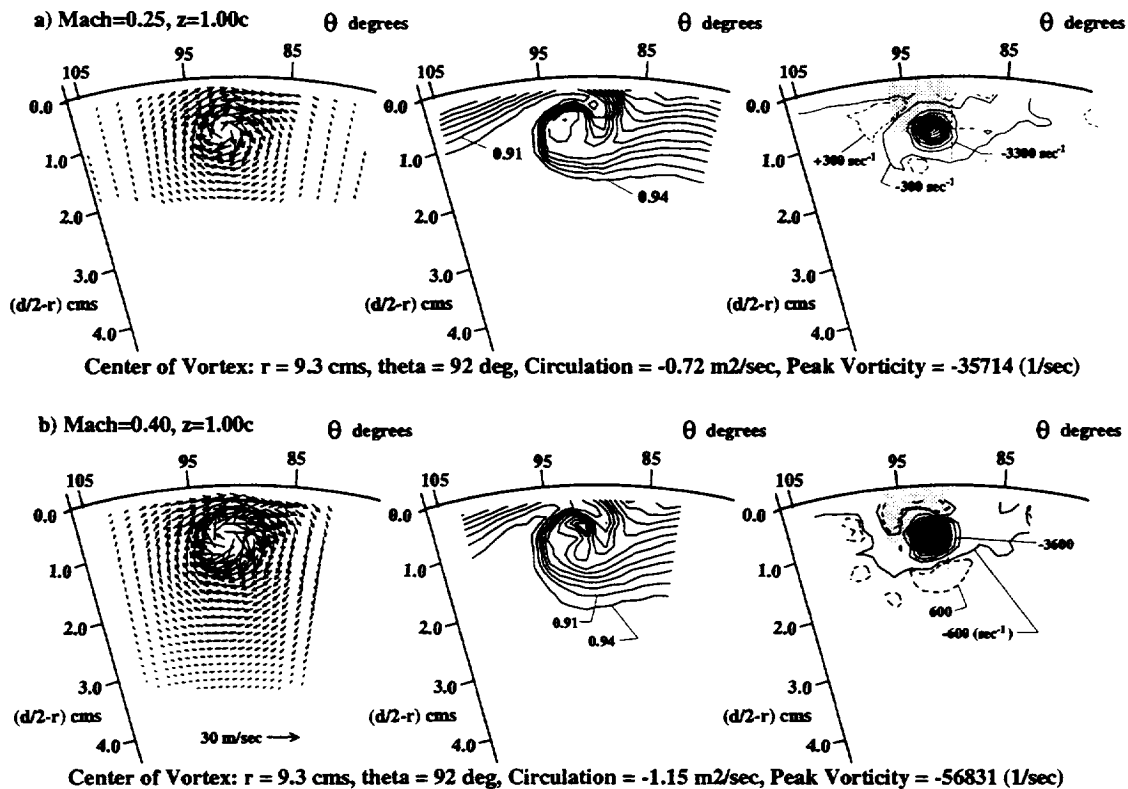 a) Mach=0.25, z=1.00c
θ degrees
θ degrees
θ degrees
105
95
85
0.0
1.0
2.0
3.0
(d/2-r) cms
4.0
105
95
85
0.0
1.0
0.91
0.94
2.0
3.0
(d/2-r) cms
4.0
105
95
85
0.0
1.0
+300 sec⁻¹
-300 sec⁻¹
-3300 sec⁻¹
2.0
3.0
(d/2-r) cms
4.0
Center of Vortex: r = 9.3 cms, theta = 92 deg, Circulation = -0.72 m2/sec, Peak Vorticity = -35714 (1/sec)
b) Mach=0.40, z=1.00c
θ degrees
θ degrees
θ degrees
105
95
85
0.0
1.0
2.0
3.0
(d/2-r) cms
4.0
30 m/sec
105
95
85
0.0
1.0
0.91
0.94
2.0
3.0
(d/2-r) cms
4.0
105
95
85
0.0
1.0
-3600
600
-600 (sec⁻¹)
2.0
3.0
(d/2-r) cms
4.0
Center of Vortex: r = 9.3 cms, theta = 92 deg, Circulation = -1.15 m2/sec, Peak Vorticity = -56831 (1/sec)